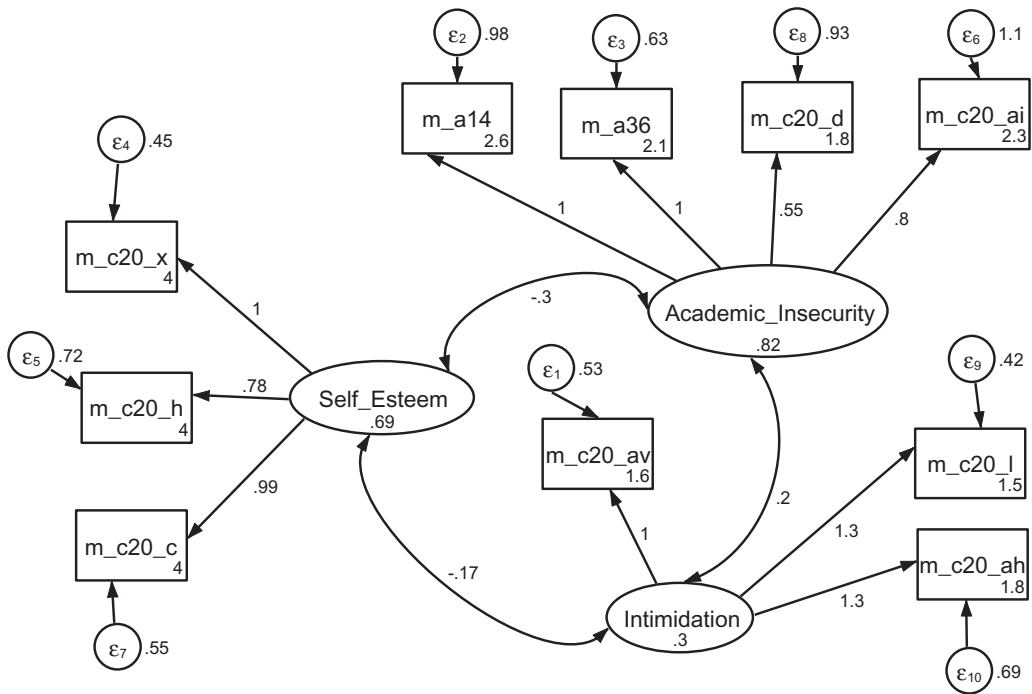 ε2 .98
m_a14
2.6
ε3 .63
m_a36
2.1
ε8 .93
m_c20_d
1.8
ε6 1.1
m_c20_ai
2.3
ε4 .45
m_c20_x
4
1
1
.55
.8
1
-.3
Academic_Insecurity
.82
ε5 .72
m_c20_h
4
.78
Self_Esteem
.69
ε1 .53
m_c20_av
1.6
ε9 .42
m_c20_l
1.5
.99
.2
m_c20_c
4
1
1.3
-.17
m_c20_ah
1.8
1.3
Intimidation
.3
ε7 .55
ε10 .69